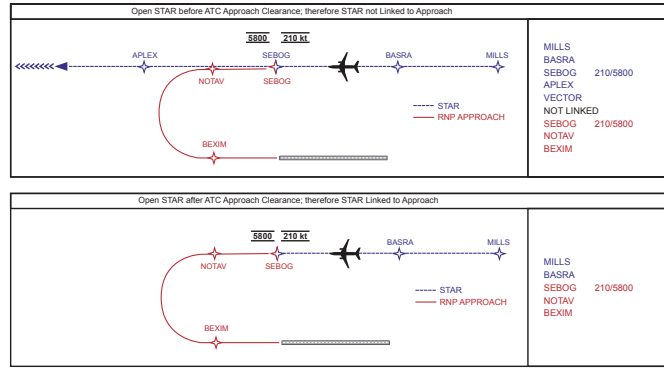 Open STAR before ATC Approach Clearance; therefore STAR not Linked to Approach
5800 210 kt
APLEX SEBOG BASRA MILLS
NOTAV SEBOG
STAR
RNP APPROACH
BEXIM
MILLS
BASRA
SEBOG 210/5800
APLEX
VECTOR
NOT LINKED
SEBOG 210/5800
NOTAV
BEXIM
Open STAR after ATC Approach Clearance; therefore STAR Linked to Approach
5800 210 kt
BASRA MILLS
NOTAV SEBOG
STAR
RNP APPROACH
BEXIM
MILLS
BASRA
SEBOG 210/5800
NOTAV
BEXIM